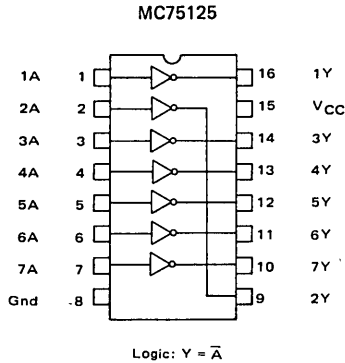 MC75125
1A 1 16 1Y
2A 2 15 VCC
3A 3 14 3Y
4A 4 13 4Y
5A 5 12 5Y
6A 6 11 6Y
7A 7 10 7Y
Gnd 8 9 2Y
Logic: Y = A̅